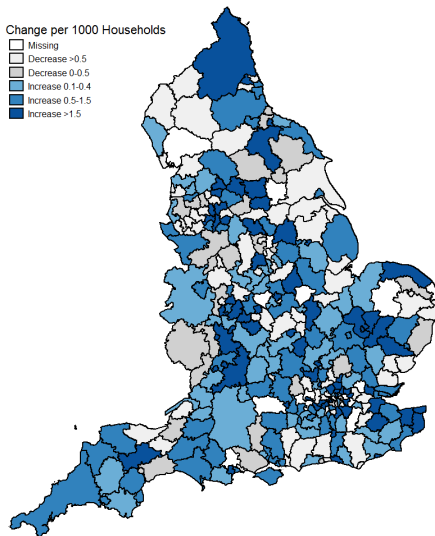 Change per 1000 Households
Missing
Decrease >0.5
Decrease 0-0.5
Increase 0.1-0.4
Increase 0.5-1.5
Increase >1.5